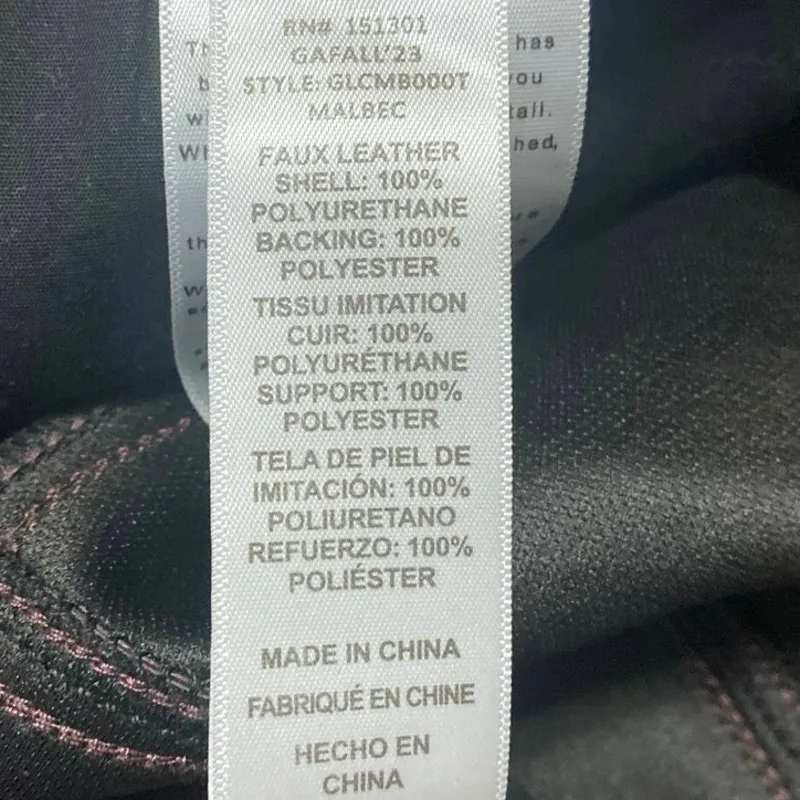 RN# 151301
GAFALL'23
STYLE: GLCMB000T
MALBEC
FAUX LEATHER
SHELL: 100%
POLYURETHANE
BACKING: 100%
POLYESTER
TISSU IMITATION
CUIR: 100%
POLYURÉTHANE
SUPPORT: 100%
POLYESTER
TELA DE PIEL DE
IMITACIÓN: 100%
POLIURETANO
REFUERZO: 100%
POLIÉSTER
MADE IN CHINA
FABRIQUÉ EN CHINE
HECHO EN
CHINA
has